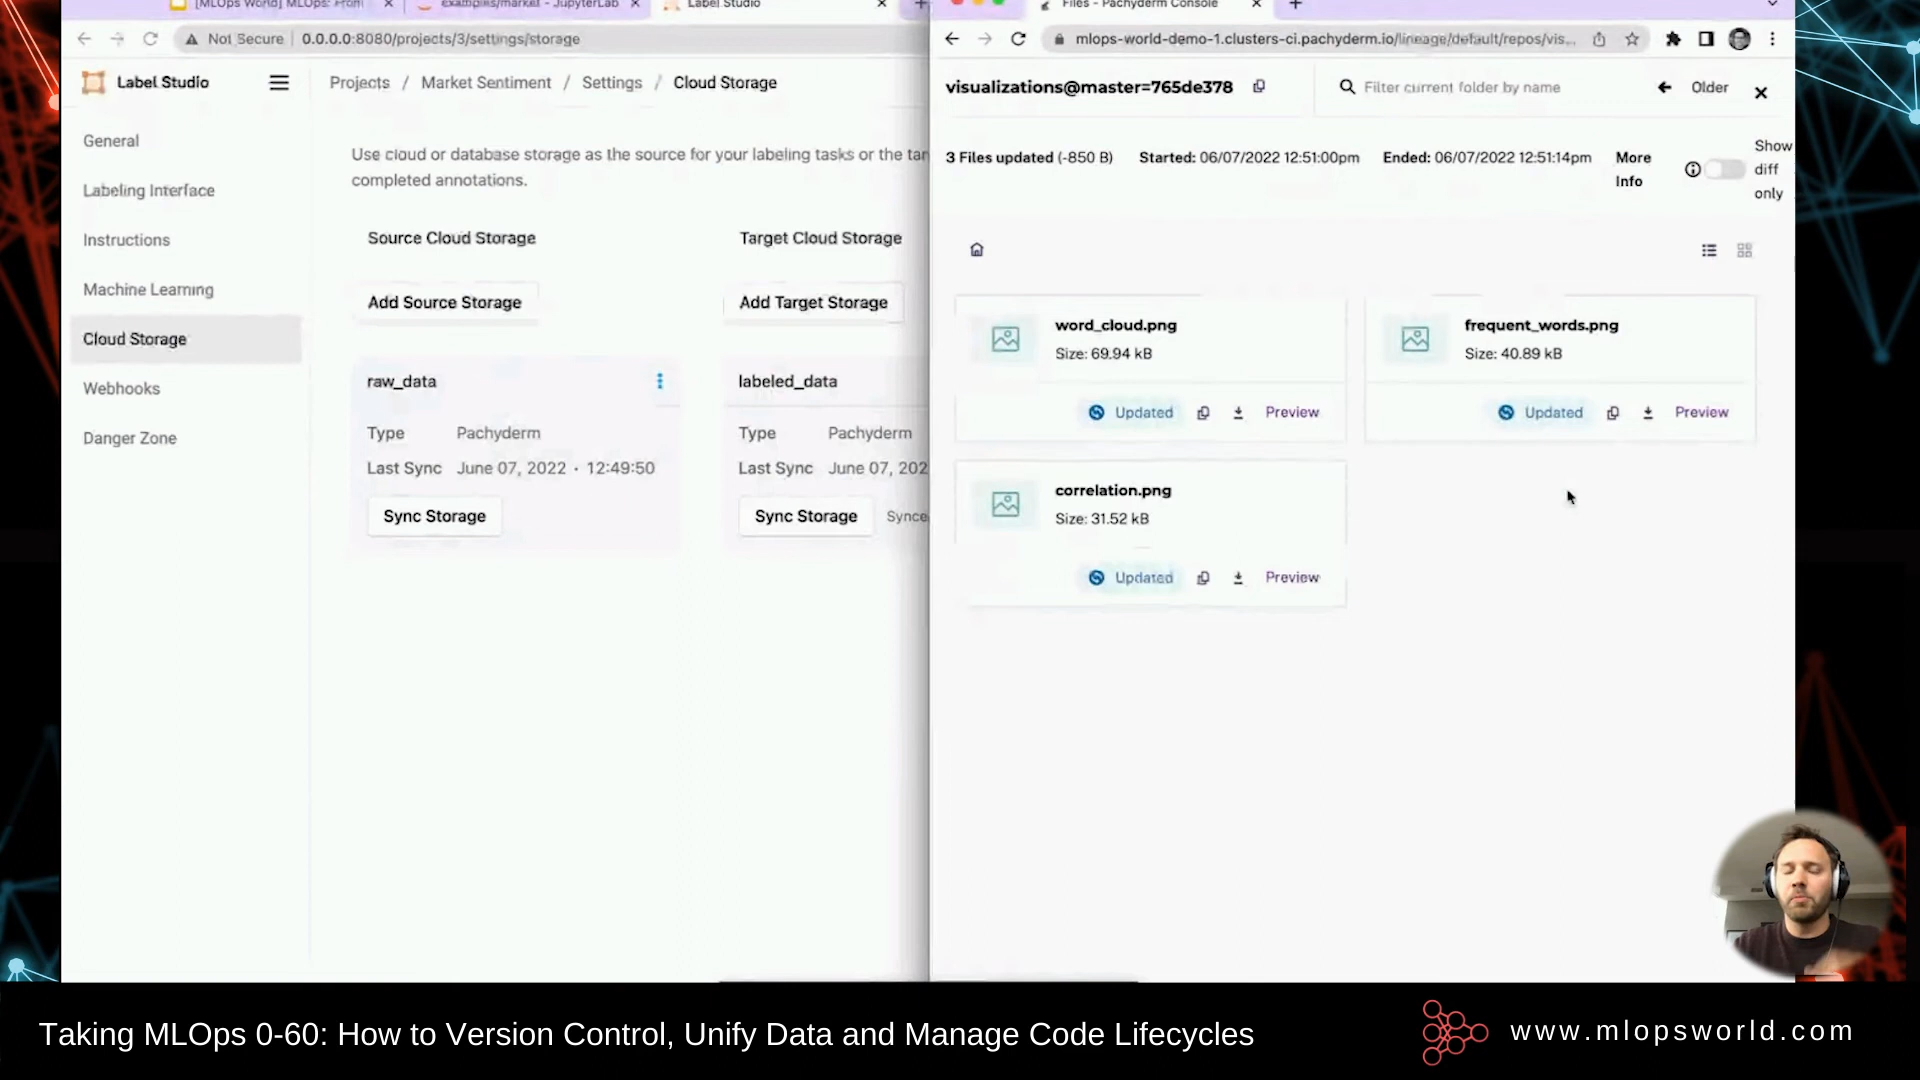 [MLOps World] MLOps: From
examples/market - JupyterLab
Label Studio
Not Secure
0.0.0.0:8080/projects/3/settings/storage
Label Studio
Projects / Market Sentiment / Settings / Cloud Storage
General
Labeling Interface
Instructions
Machine Learning
Cloud Storage
Webhooks
Danger Zone
Use cloud or database storage as the source for your labeling tasks or the tar
completed annotations.
Source Cloud Storage
Target Cloud Storage
Add Source Storage
Add Target Storage
raw_data
Type Pachyderm
Last Sync June 07, 2022 • 12:49:50
Sync Storage
labeled_data
Type Pachyderm
Last Sync June 07, 202
Sync Storage
Synce
Files - Pachyderm Console
mlops-world-demo-1.clusters-ci.pachyderm.io/lineage/default/repos/vis...
visualizations@master=765de378
Filter current folder by name
Older
3 Files updated (-850 B)
Started: 06/07/2022 12:51:00pm
Ended: 06/07/2022 12:51:14pm
More
Info
Show
diff
only
word_cloud.png
Size: 69.94 kB
Updated
Preview
frequent_words.png
Size: 40.89 kB
Updated
Preview
correlation.png
Size: 31.52 kB
Updated
Preview
Taking MLOps 0-60: How to Version Control, Unify Data and Manage Code Lifecycles
www.mlopsworld.com